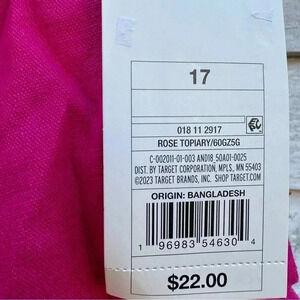 17
018 11 2917
ROSE TOPIARY/60GZ5G
C-002011-01-003 AND18_50A01-0025
DIST. BY TARGET CORPORATION, MPLS, MN 55403
©2023 TARGET BRANDS, INC. SHOP TARGET.COM
ORIGIN: BANGLADESH
1 96983 54630 4
$22.00